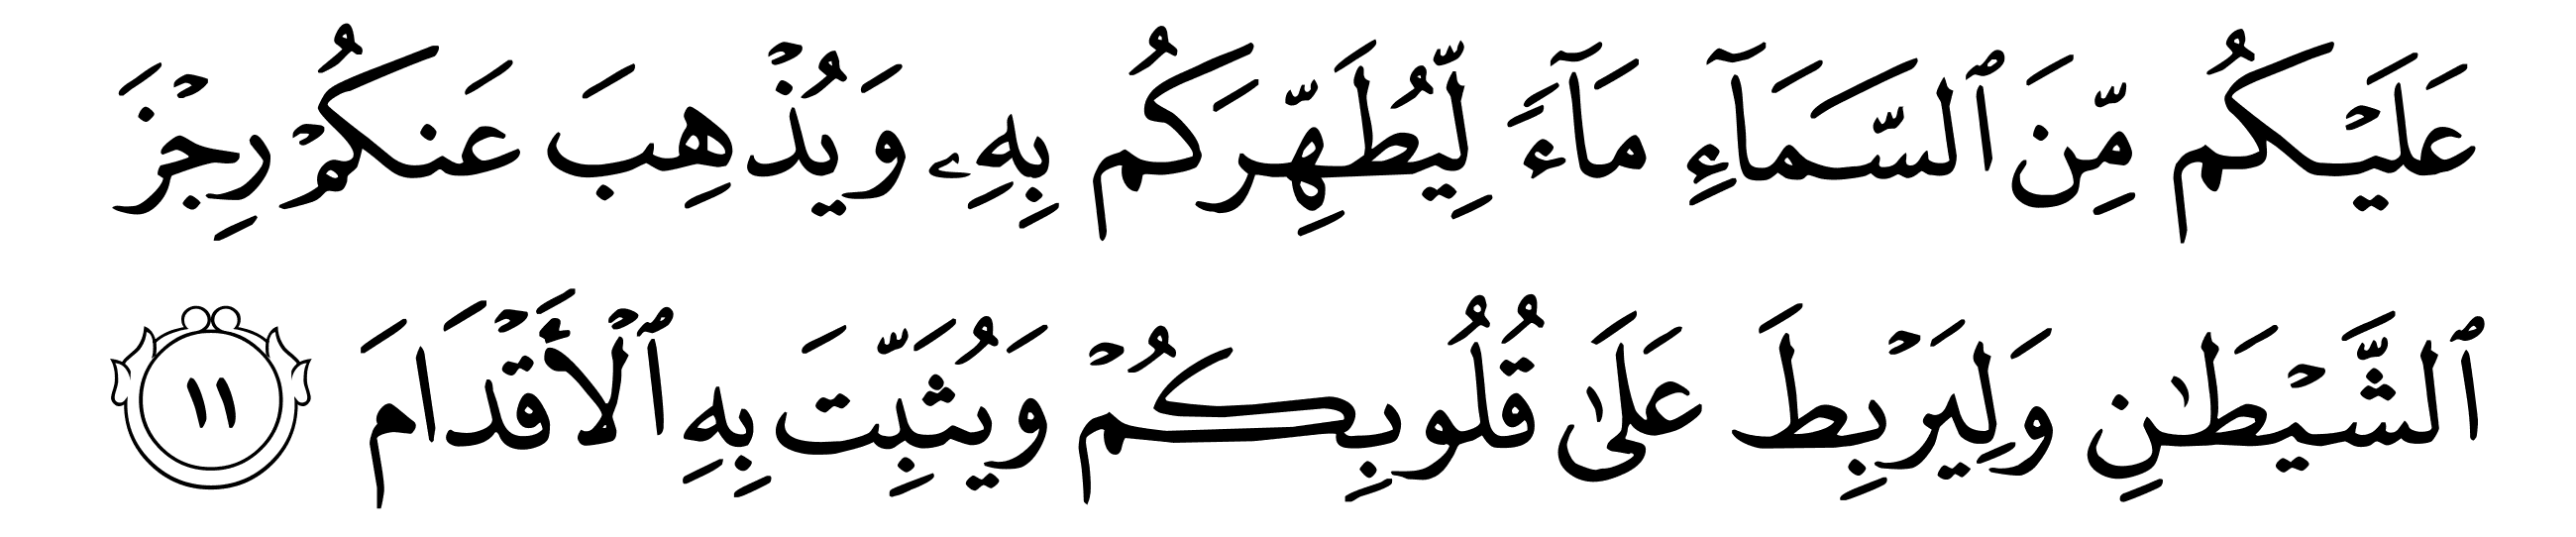 عَلَيۡكُم مِّنَ ٱلسَّمَآءِ مَآءٗ لِّيُطَهِّرَكُم بِهِۦ وَيُذۡهِبَ عَنكُمۡ رِجۡزَ
ٱلشَّيۡطَٰنِ وَلِيَرۡبِطَ عَلَىٰ قُلُوبِكُمۡ وَيُثَبِّتَ بِهِ ٱلۡأَقۡدَامَ ١١